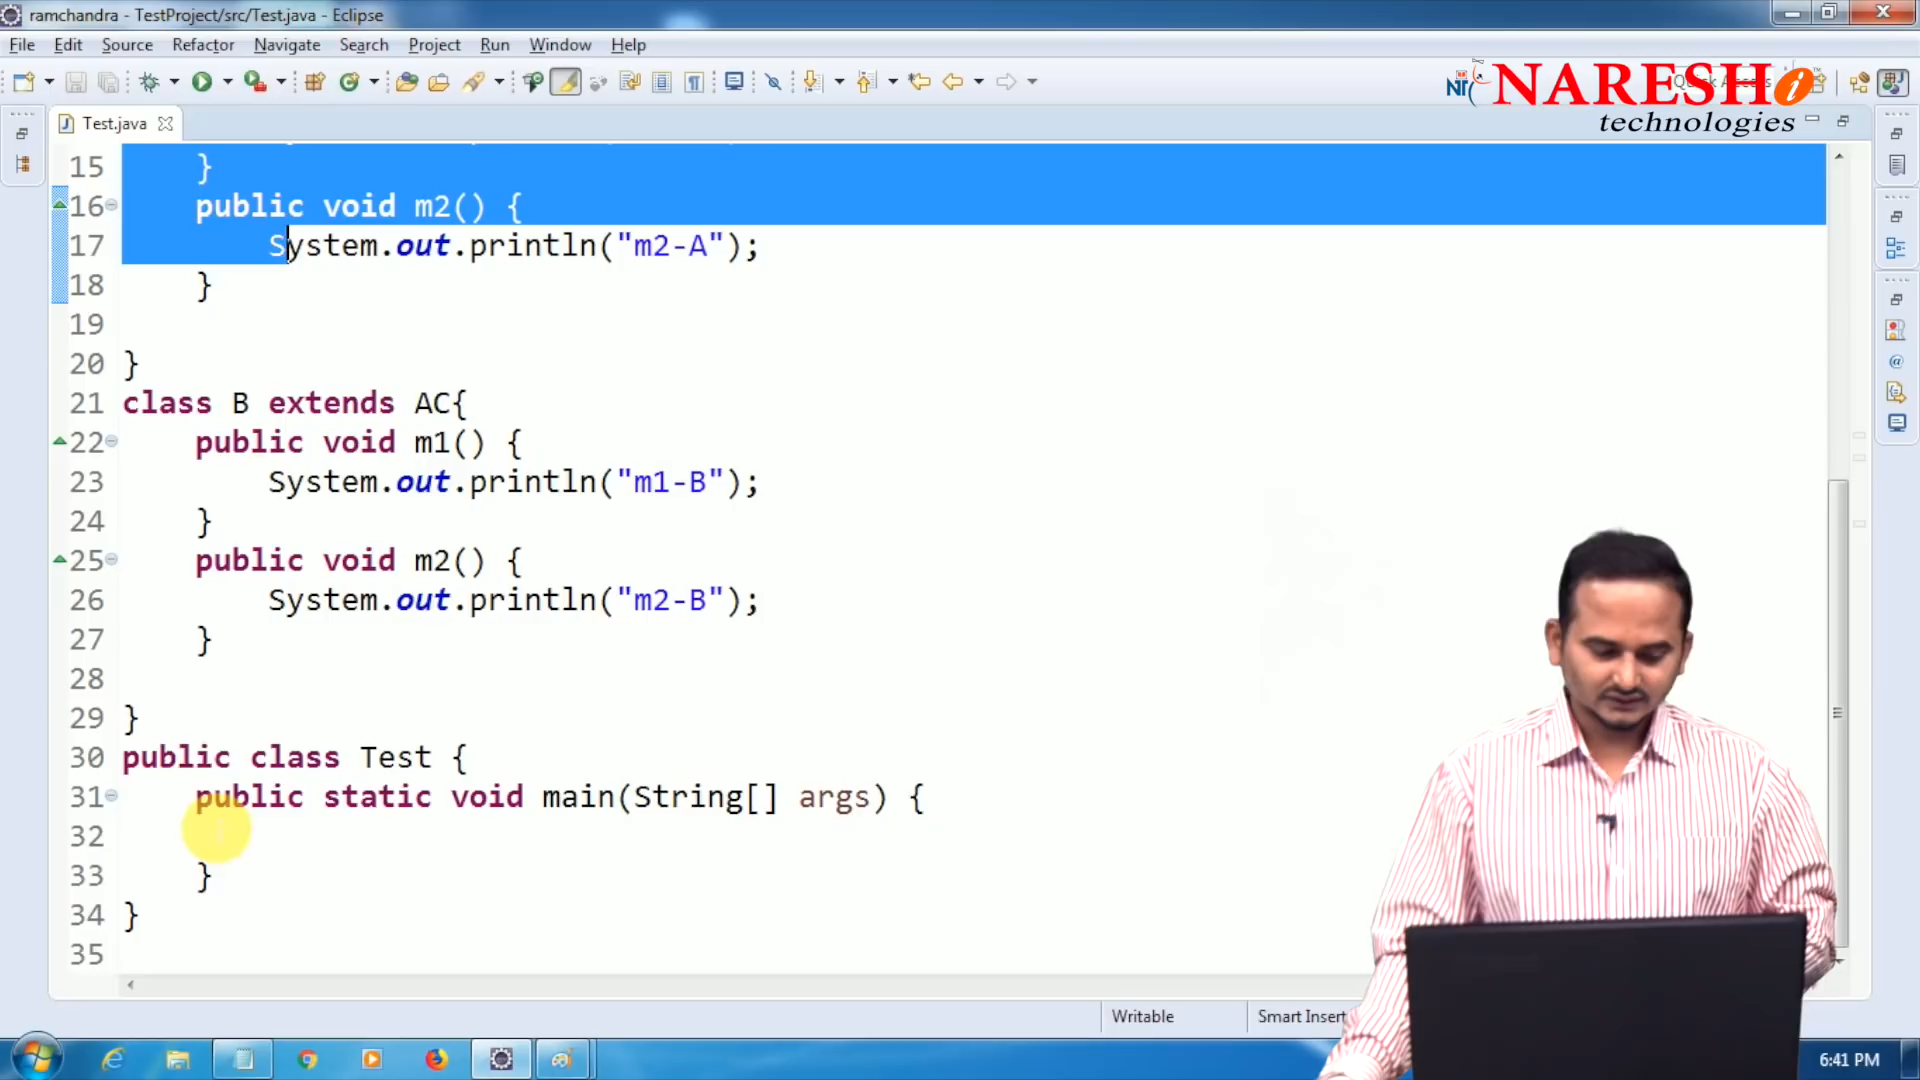 ramchandra - TestProject/src/Test.java - Eclipse
File Edit Source Refactor Navigate Search Project Run Window Help
NARESH i
technologies
Test.java
15 }
16 public void m2() {
17 System.out.println("m2-A");
18 }
19
20 }
21 class B extends AC{
22 public void m1() {
23 System.out.println("m1-B");
24 }
25 public void m2() {
26 System.out.println("m2-B");
27 }
28
29 }
30 public class Test {
31 public static void main(String[] args) {
32
33 }
34 }
35
Writable Smart Insert
6:41 PM